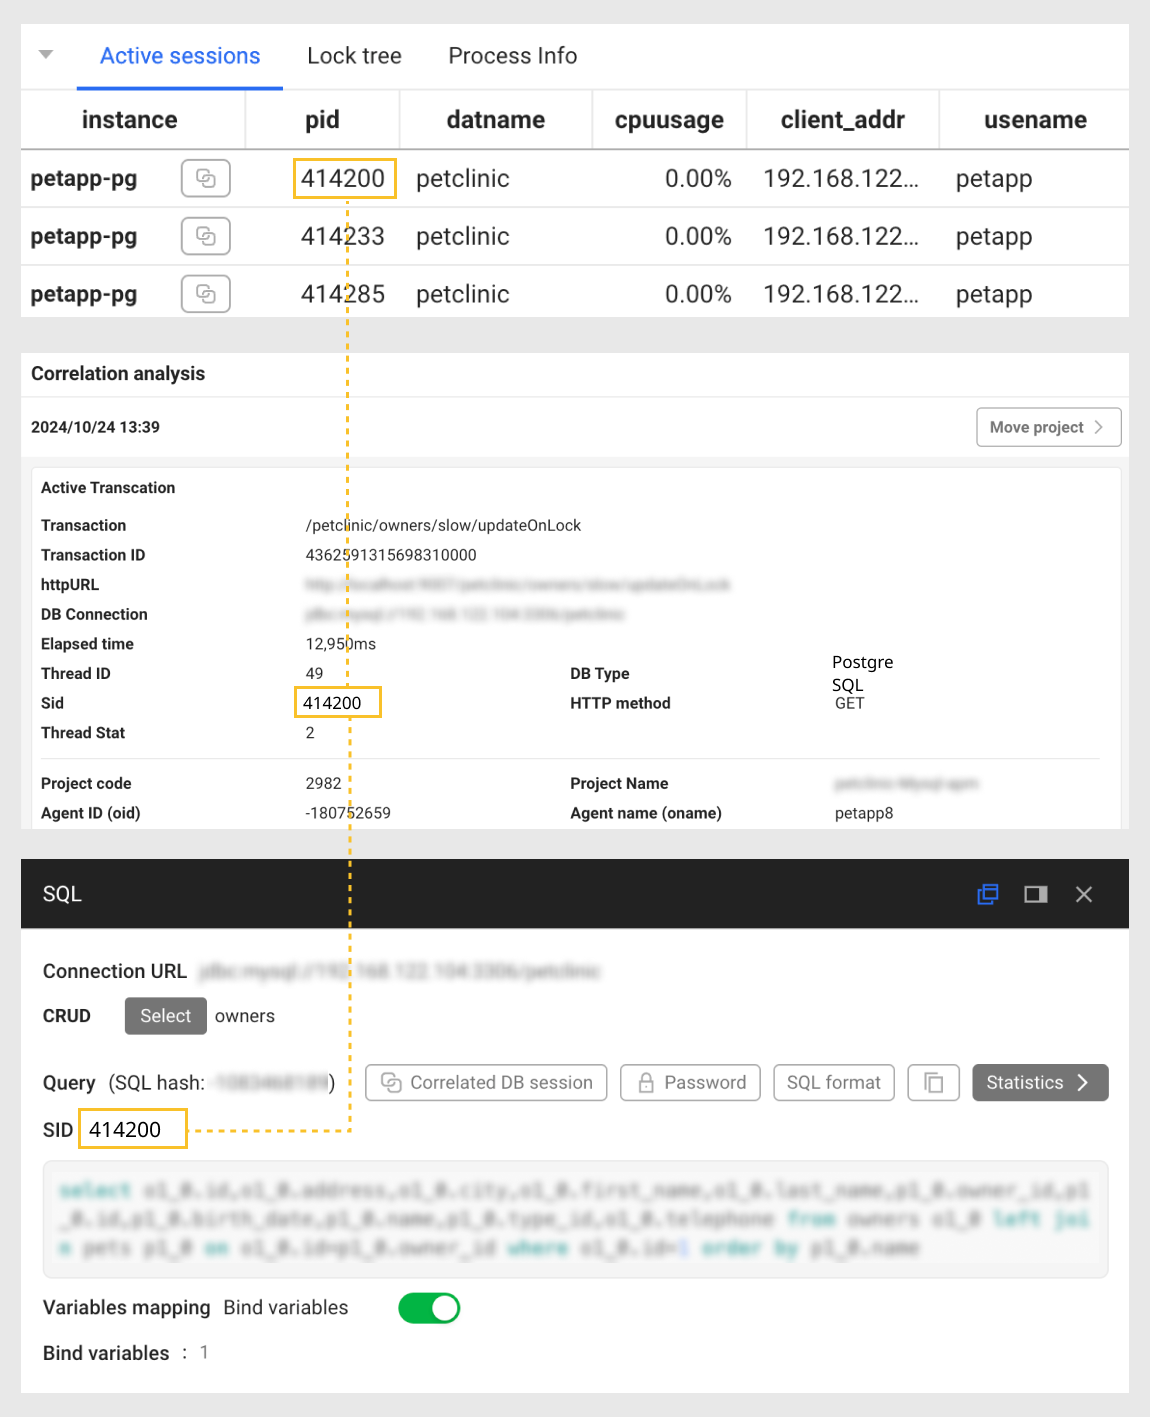 Active sessions Lock tree Process Info
instance pid datname cpuusage client_addr usename
petapp-pg 414200 petclinic 0.00% 192.168.122... petapp
petapp-pg 414233 petclinic 0.00% 192.168.122... petapp
petapp-pg 414285 petclinic 0.00% 192.168.122... petapp
Correlation analysis
2024/10/24 13:39 Move project
Active Transcation
Transaction /petclinic/owners/slow/updateOnLock
Transaction ID 4362591315698310000
httpURL
DB Connection
Elapsed time 12,950ms
Thread ID 49 DB Type Postgre
SQL
Sid 414200 HTTP method GET
Thread Stat 2
Project code 2982 Project Name
Agent ID (oid) -180752659 Agent name (oname) petapp8
SQL
Connection URL
CRUD Select owners
Query (SQL hash: ) Correlated DB session Password SQL format Statistics
SID 414200
Variables mapping Bind variables
Bind variables : 1